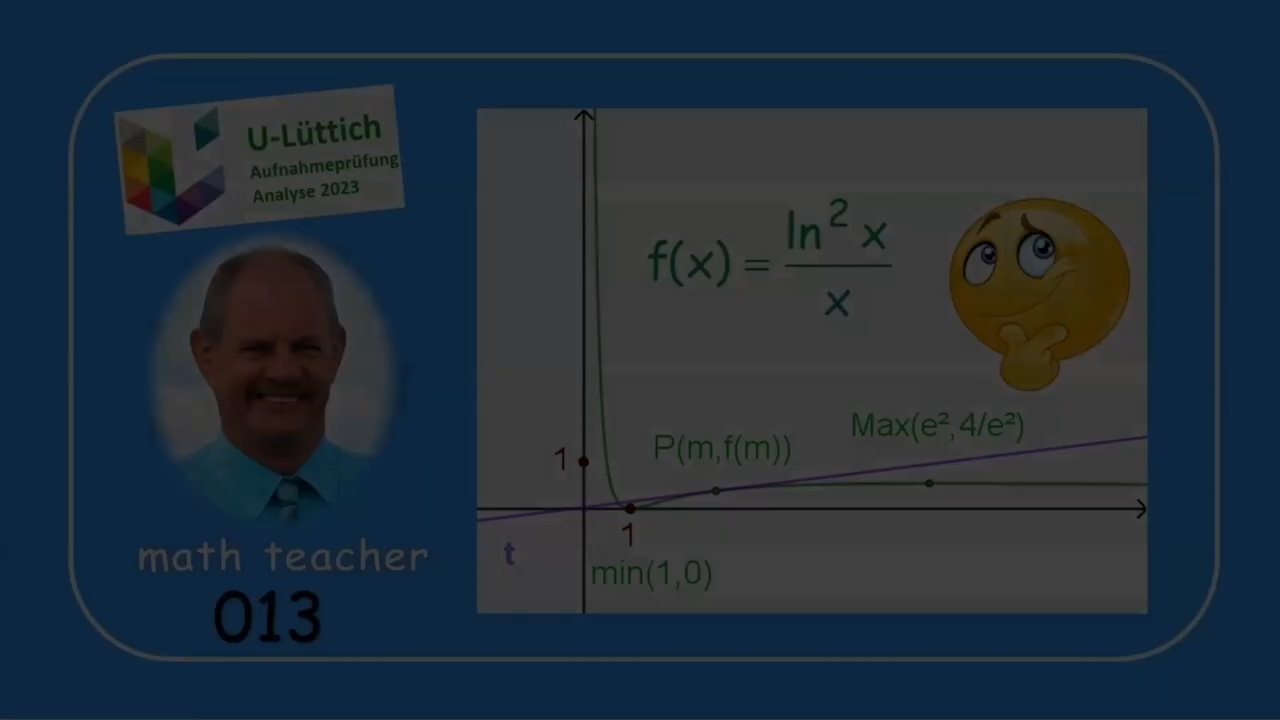 U-Lüttich
Aufnahmeprüfung
Analyse 2023
f(x) = ln² x / x
Max(e²,4/e²)
P(m,f(m))
1
1
t
min(1,0)
math teacher
013